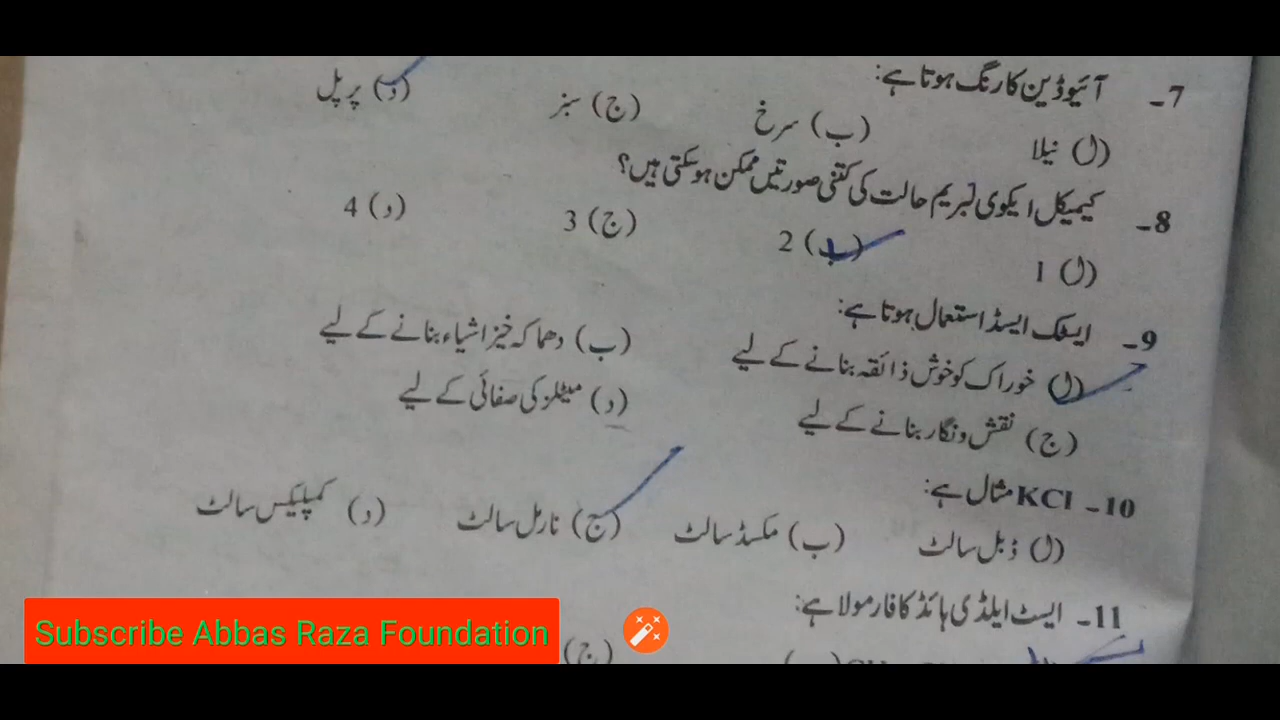 7۔ آئیوڈین کا رنگ ہوتا ہے:
(ل) نیلا (ب) سرخ (ج) سبز (د) پرپل
8۔ کیمیکل ایکوی لبریم حالت کی کتنی صورتیں ممکن ہوسکتی ہیں؟
(ل) 1 (ب) 2 (ج) 3 (د) 4
9۔ ایسٹک ایسڈ استعمال ہوتا ہے:
(ل) خوراک کو خوش ذائقہ بنانے کے لیے (ب) دھماکہ خیز اشیاء بنانے کے لیے
(ج) نقش و نگار بنانے کے لیے (د) میٹلز کی صفائی کے لیے
10۔ KCl مثال ہے:
(ل) ڈبل سالٹ (ب) مکسڈ سالٹ (ج) نارمل سالٹ (د) کمپلیکس سالٹ
11۔ ایسٹ ایلڈی ہائڈ کا فارمولا ہے:
(ج)
Subscribe Abbas Raza Foundation